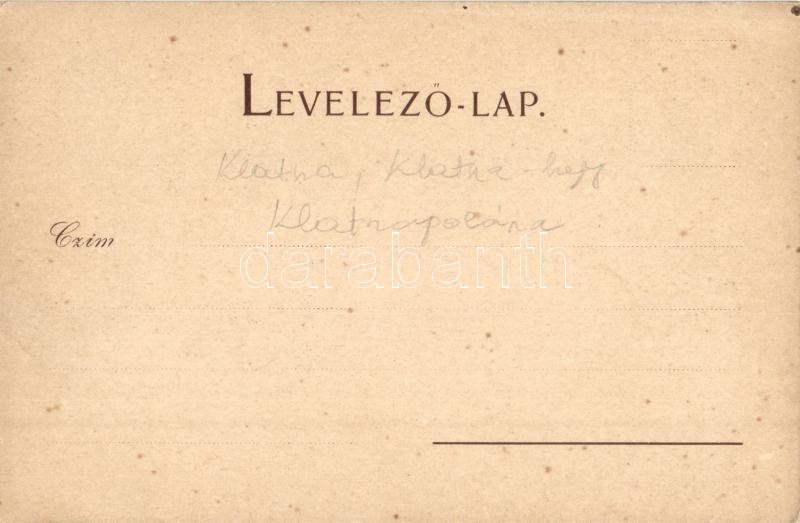 LEVELEZŐ-LAP.
Klatna, Klatna-hegy
Klatnapolána
Czim
darabanth